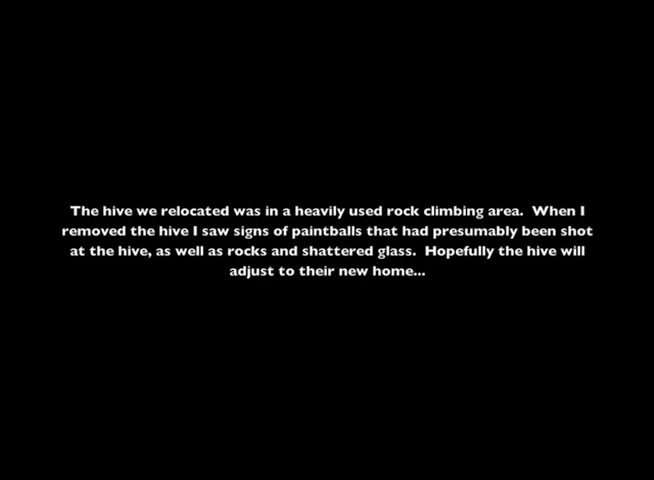 The hive we relocated was in a heavily used rock climbing area.  When I
removed the hive I saw signs of paintballs that had presumably been shot
at the hive, as well as rocks and shattered glass.  Hopefully the hive will
adjust to their new home...